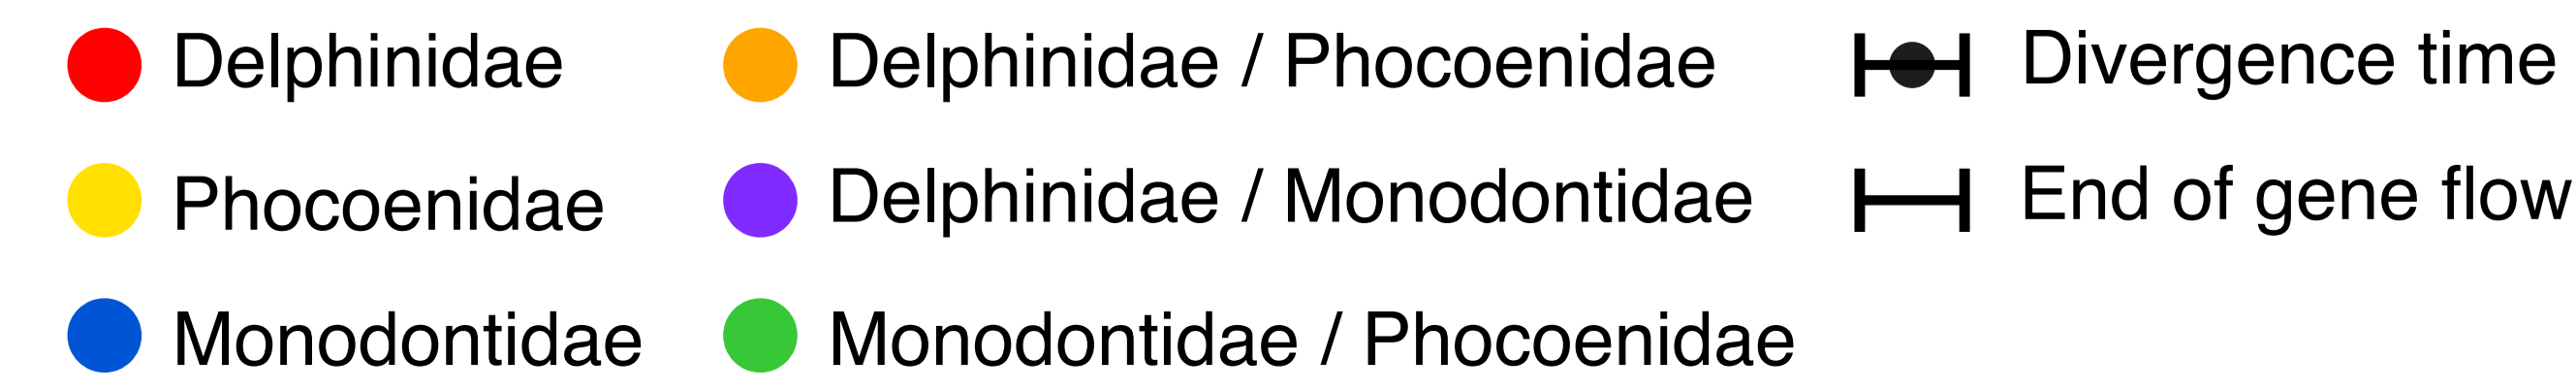 Delphinidae
Phocoenidae
Monodontidae
Delphinidae / Phocoenidae
Delphinidae / Monodontidae
Monodontidae / Phocoenidae
Divergence time
End of gene flow